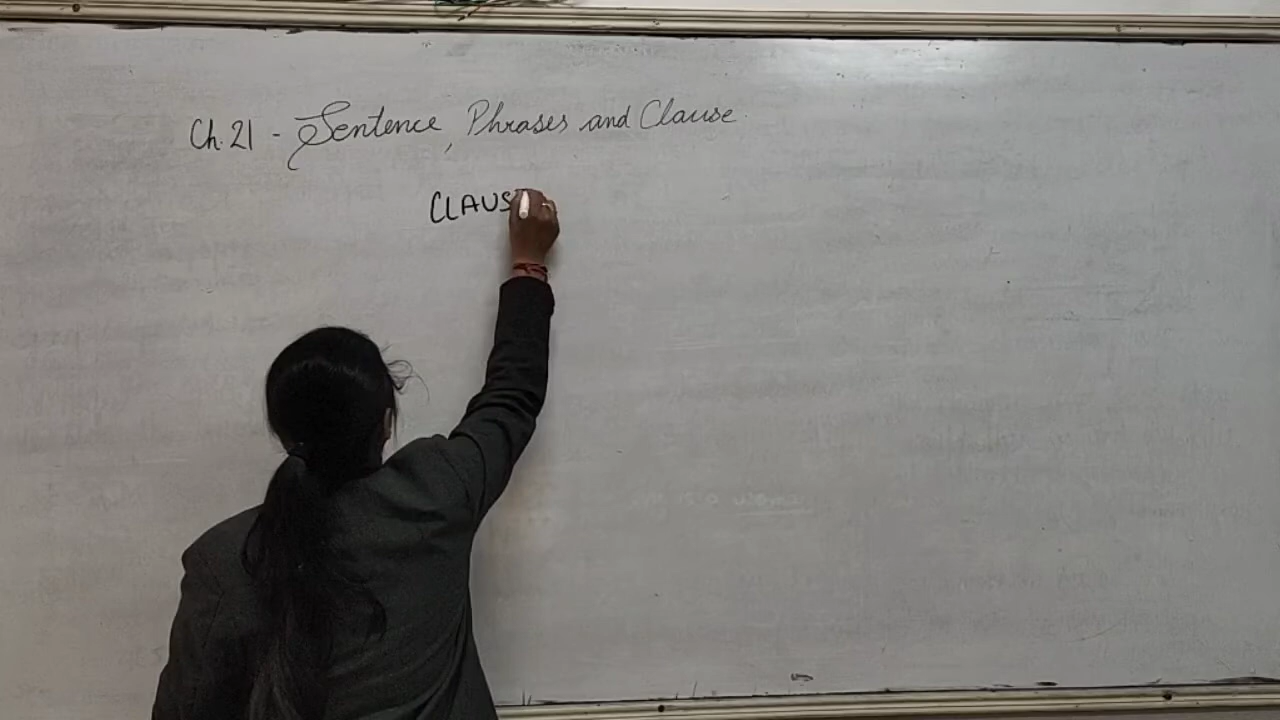 Ch. 21 - Sentence, Phrases and Clause
CLAUS